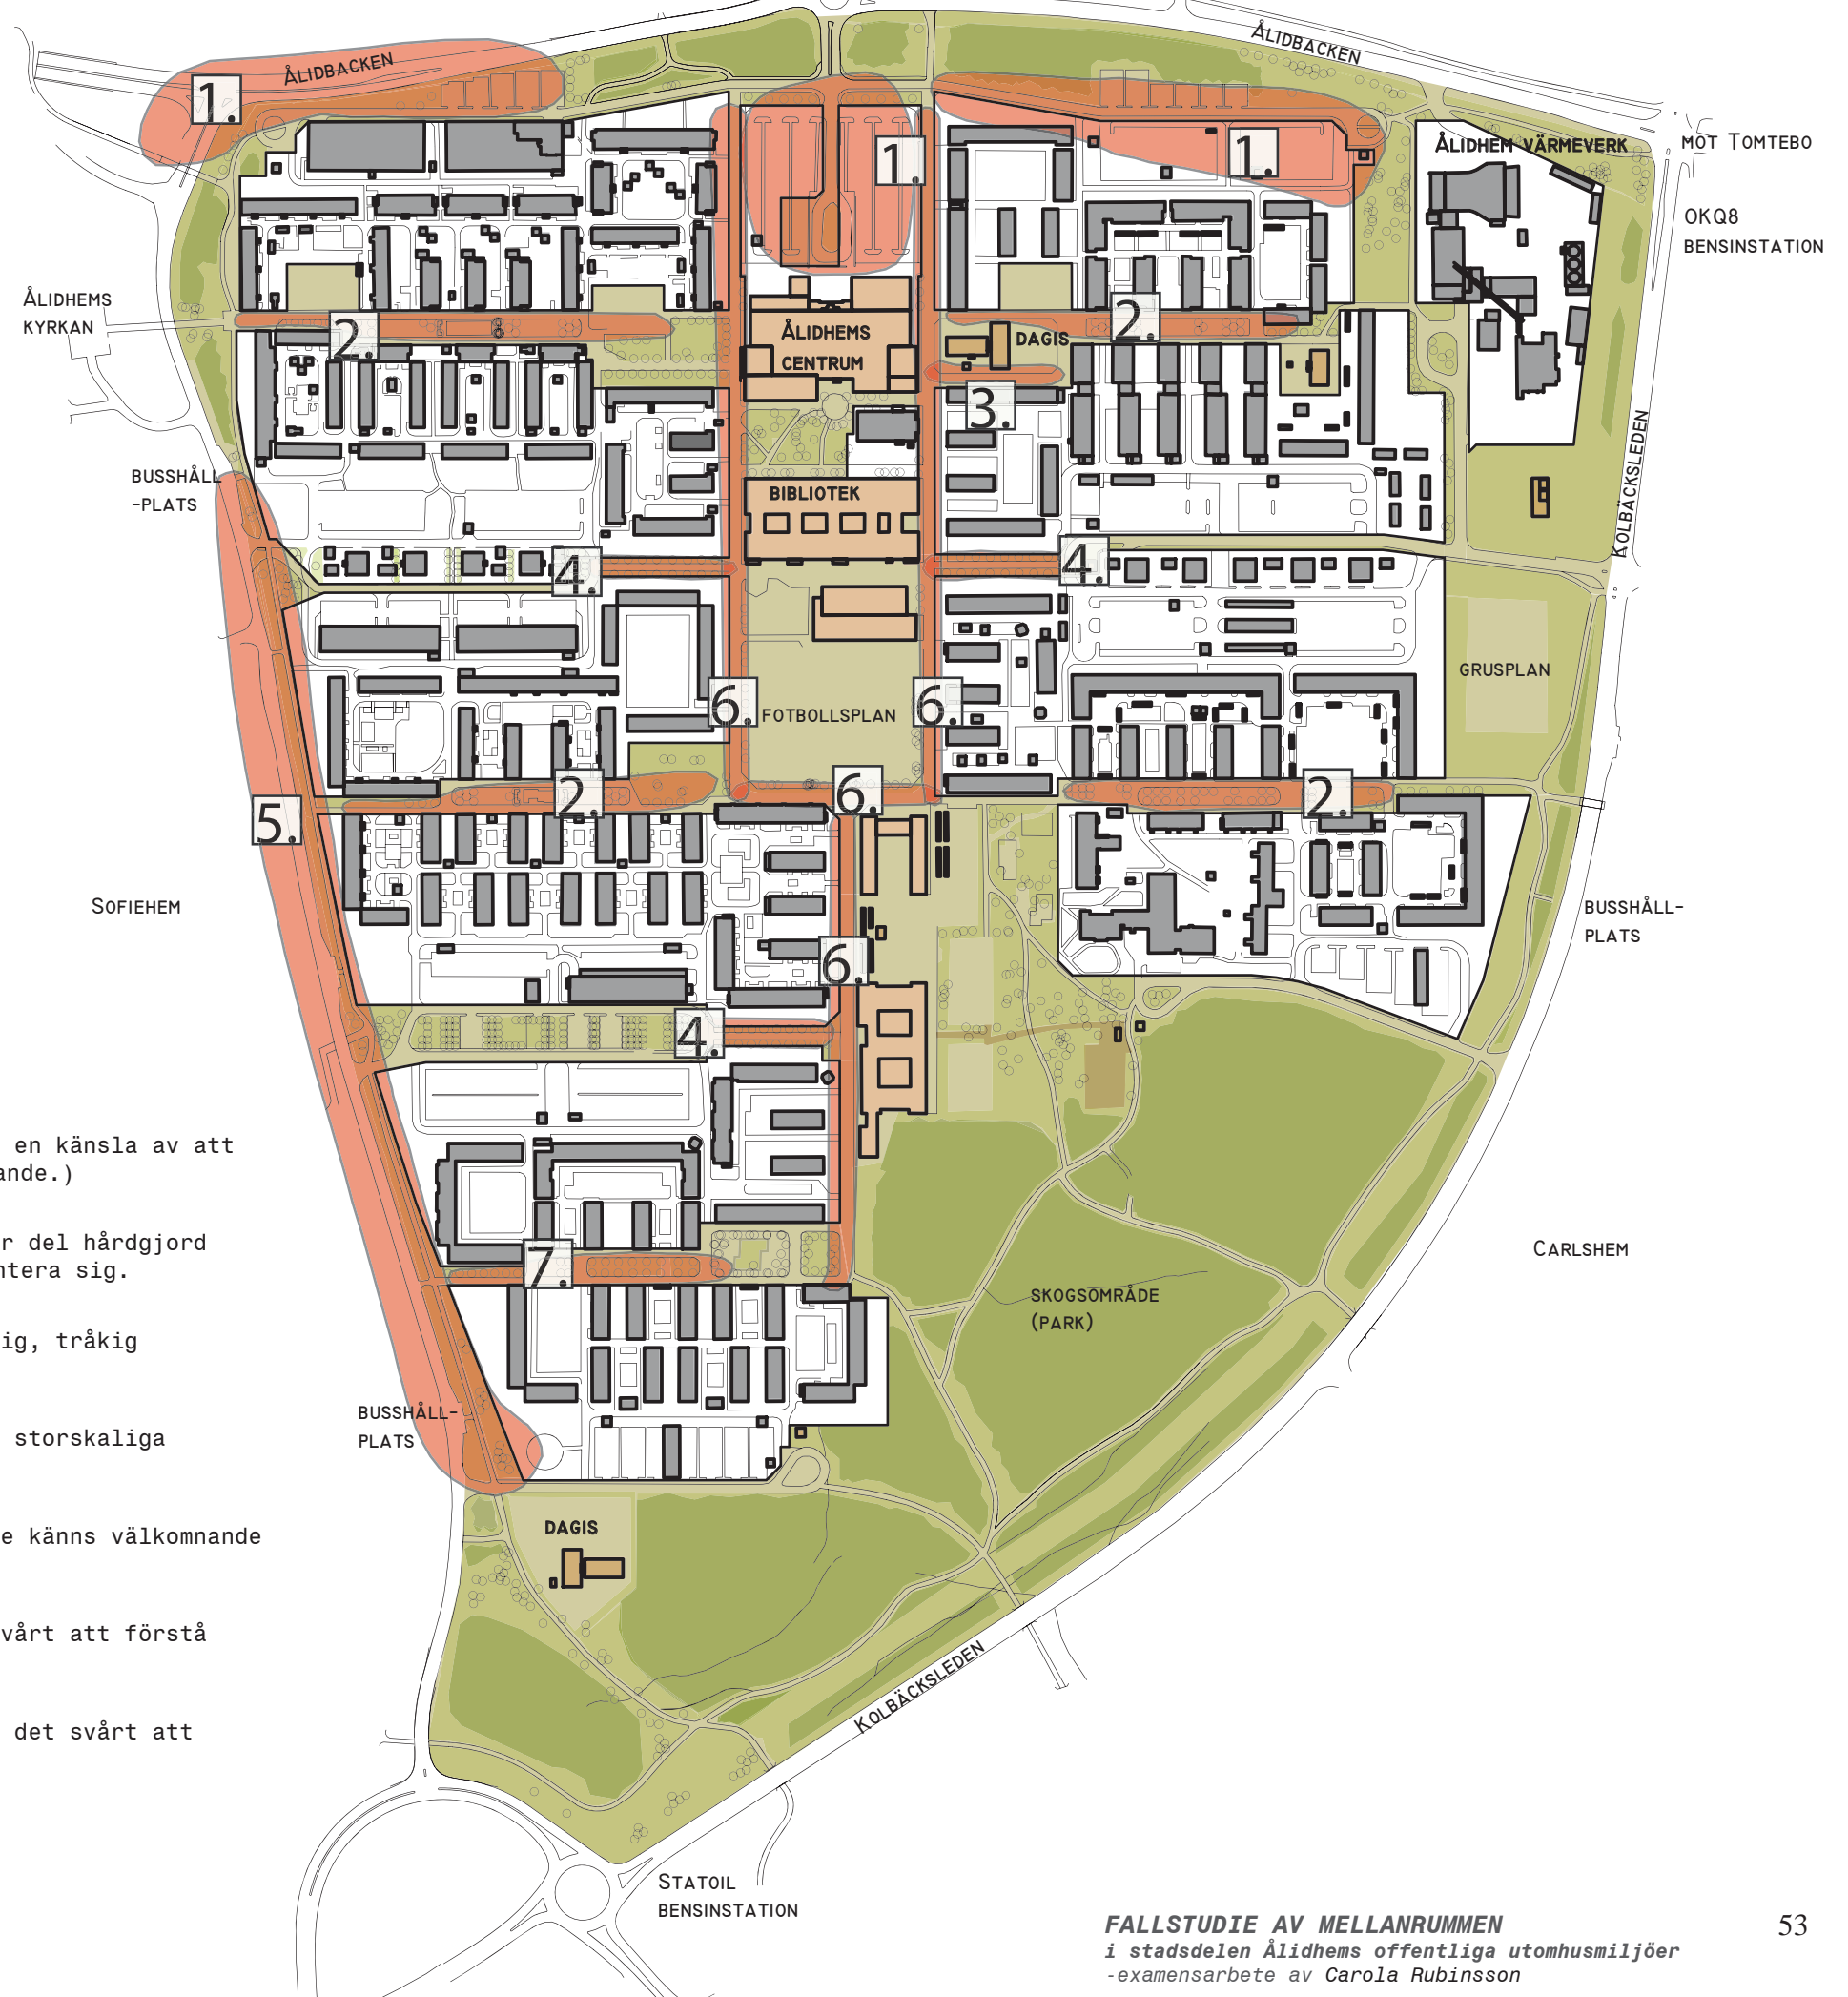 ÅLIDBACKEN
ÅLIDBACKEN
1.
1.
1.
ÅLIDHEM VÄRMEVERK
MOT TOMTEBO
OKQ8
BENSINSTATION
ÅLIDHEMS
KYRKAN
2.
ÅLIDHEMS
CENTRUM
DAGIS
2.
3.
BUSSHÅLL
-PLATS
BIBLIOTEK
KOLBÄCKSLEDEN
4.
4.
GRUSPLAN
6.
FOTBOLLSPLAN
6.
5.
2.
6.
2.
SOFIEHEM
BUSSHÅLL-
PLATS
6.
4.
en känsla av att
ande.)
r del hårdgjord
ntera sig.
7.
CARLSHEM
SKOGSOMRÅDE
(PARK)
ig, tråkig
BUSSHÅLL-
PLATS
storskaliga
e känns välkomnande
DAGIS
vårt att förstå
KOLBÄCKSLEDEN
det svårt att
STATOIL
BENSINSTATION
FALLSTUDIE AV MELLANRUMMEN
i stadsdelen Ålidhems offentliga utomhusmiljöer
-examensarbete av Carola Rubinsson
53